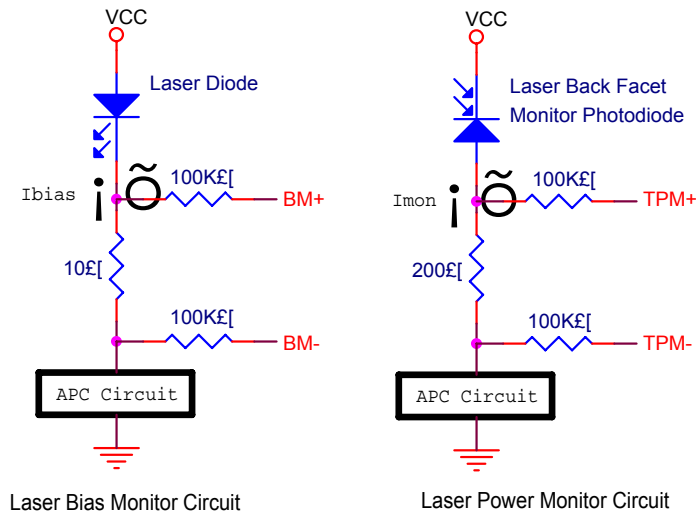 VCC
Laser Diode
Ibias
¡õ
100K£[
BM+
10£[
100K£[
BM-
APC Circuit
Laser Bias Monitor Circuit
VCC
Laser Back Facet
Monitor Photodiode
Imon
¡õ
100K£[
TPM+
200£[
100K£[
TPM-
APC Circuit
Laser Power Monitor Circuit